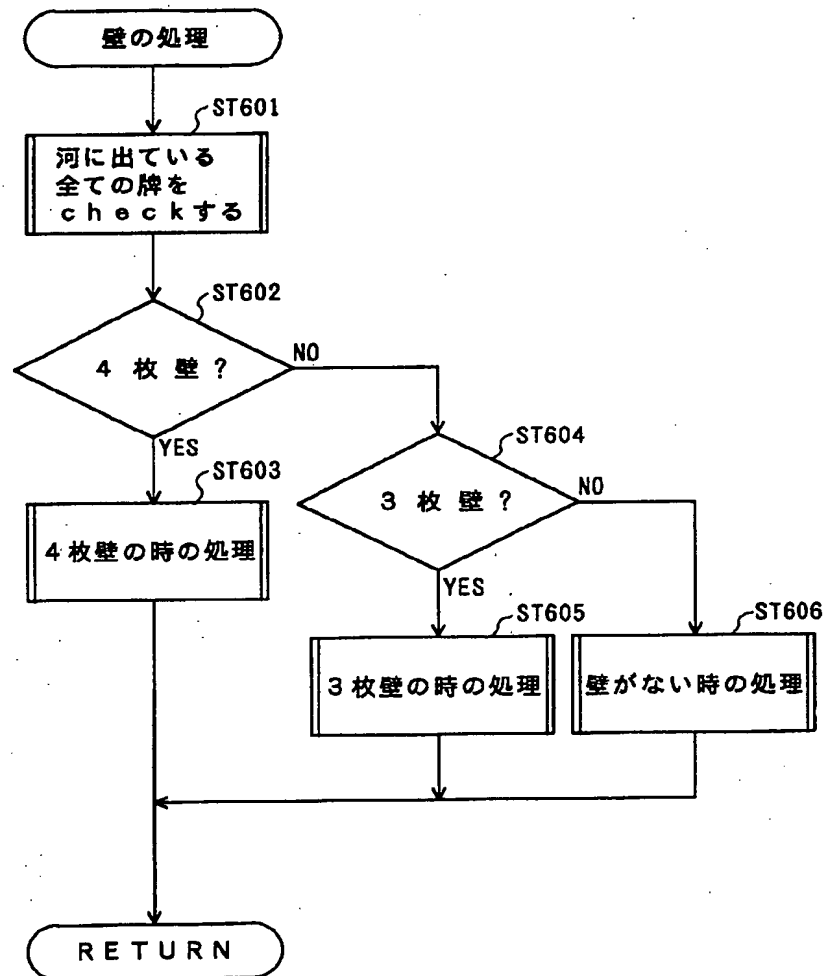 壁の処理
ST601
河に出ている
全ての牌を
ｃｈｅｃｋする
ST602
４枚壁？
NO
YES
ST603
４枚壁の時の処理
ST604
３枚壁？
NO
YES
ST605
３枚壁の時の処理
ST606
壁がない時の処理
ＲＥＴＵＲＮ